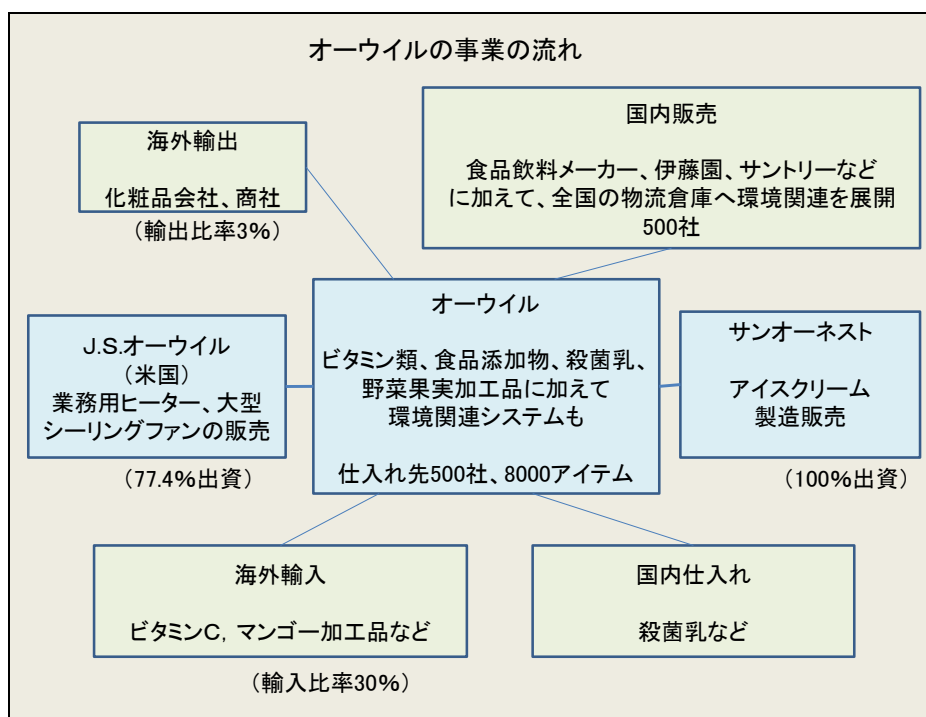 オーウイルの事業の流れ
海外輸出
化粧品会社、商社
（輸出比率3%）
国内販売
食品飲料メーカー、伊藤園、サントリーなど
に加えて、全国の物流倉庫へ環境関連を展開
500社
J.S.オーウイル
（米国）
業務用ヒーター、大型
シーリングファンの販売
（77.4%出資）
オーウイル
ビタミン類、食品添加物、殺菌乳、
野菜果実加工品に加えて
環境関連システムも
仕入れ先500社、8000アイテム
サンオーネスト
アイスクリーム
製造販売
（100%出資）
海外輸入
ビタミンC, マンゴー加工品など
（輸入比率30%）
国内仕入れ
殺菌乳など